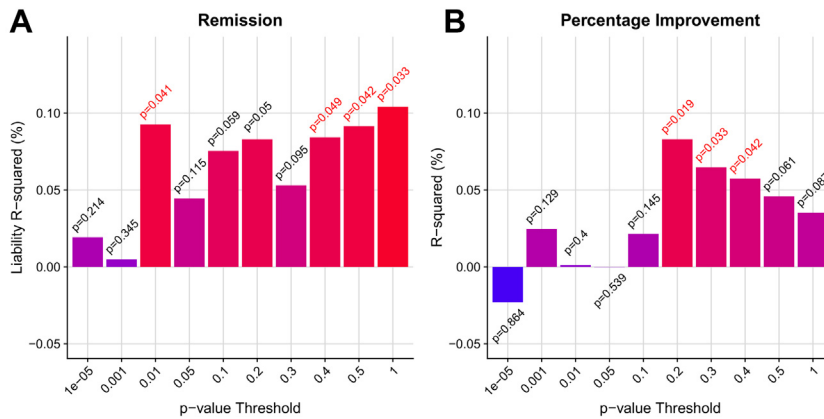 A
Remission
Liability R−squared (%)
0.10
0.05
0.00
−0.05
p=0.214
p=0.345
p=0.041
p=0.115
p=0.059
p=0.05
p=0.095
p=0.049
p=0.042
p=0.033
1e−05
0.001
0.01
0.05
0.1
0.2
0.3
0.4
0.5
1
p−value Threshold
B
Percentage Improvement
R−squared (%)
0.10
0.05
0.00
−0.05
p=0.864
p=0.129
p=0.4
p=0.539
p=0.145
p=0.019
p=0.033
p=0.042
p=0.061
1e−05
0.001
0.01
0.05
0.1
0.2
0.3
0.4
0.5
1
p−value Threshold